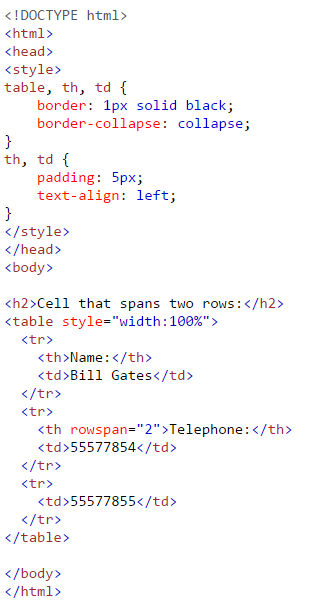 <!DOCTYPE html>
<html>
<head>
<style>
table, th, td {
    border: 1px solid black;
    border-collapse: collapse;
}
th, td {
    padding: 5px;
    text-align: left;
}
</style>
</head>
<body>

<h2>Cell that spans two rows:</h2>
<table style="width:100%">
  <tr>
    <th>Name:</th>
    <td>Bill Gates</td>
  </tr>
  <tr>
    <th rowspan="2">Telephone:</th>
    <td>55577854</td>
  </tr>
  <tr>
    <td>55577855</td>
  </tr>
</table>

</body>
</html>